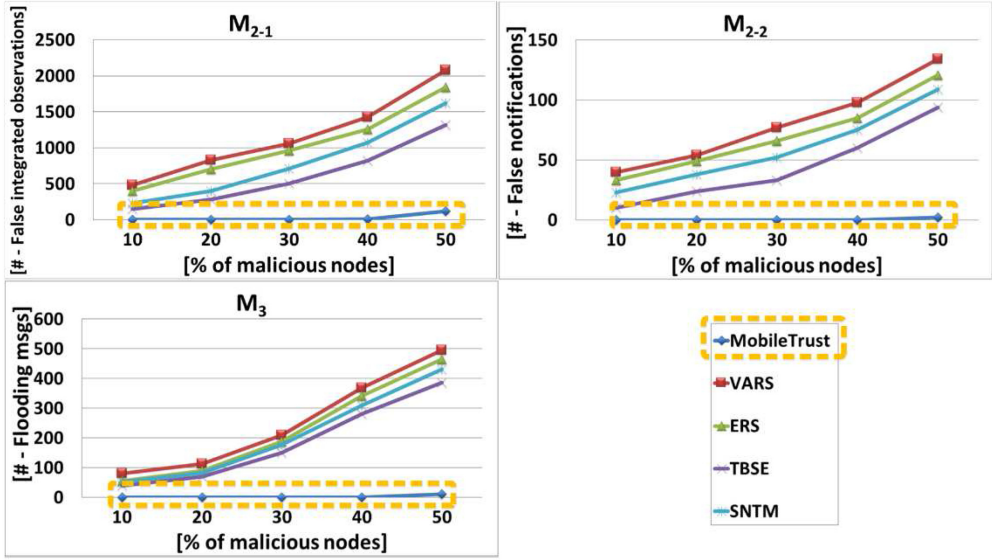 M2-1
[# - False integrated observations]
2500
2000
1500
1000
500
0
10 20 30 40 50
[% of malicious nodes]
M2-2
[# - False notifications]
150
100
50
0
10 20 30 40 50
[% of malicious nodes]
M3
[# - Flooding msgs]
600
500
400
300
200
100
0
10 20 30 40 50
[% of malicious nodes]
MobileTrust
VARS
ERS
TBSE
SNTM